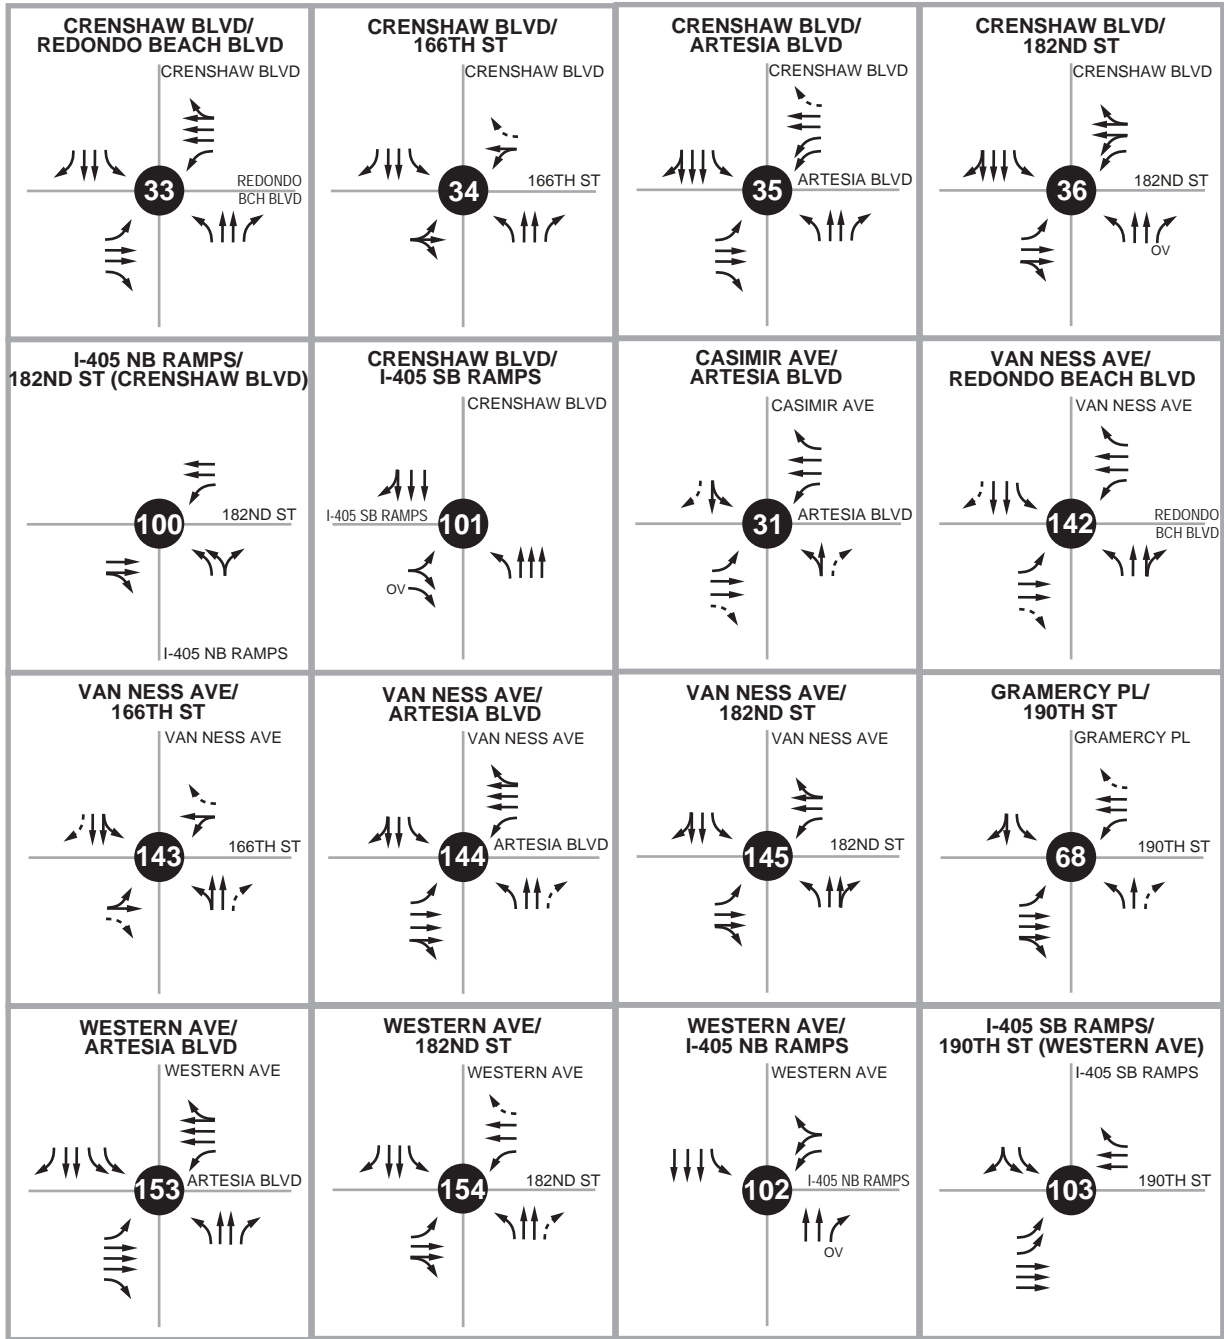 CRENSHAW BLVD/
REDONDO BEACH BLVD
CRENSHAW BLVD
33
REDONDO
BCH BLVD
CRENSHAW BLVD/
166TH ST
CRENSHAW BLVD
34
166TH ST
CRENSHAW BLVD/
ARTESIA BLVD
CRENSHAW BLVD
35
ARTESIA BLVD
CRENSHAW BLVD/
182ND ST
CRENSHAW BLVD
36
182ND ST
OV
I-405 NB RAMPS/
182ND ST (CRENSHAW BLVD)
100
182ND ST
I-405 NB RAMPS
CRENSHAW BLVD/
I-405 SB RAMPS
CRENSHAW BLVD
I-405 SB RAMPS
101
OV
CASIMIR AVE/
ARTESIA BLVD
CASIMIR AVE
31
ARTESIA BLVD
VAN NESS AVE/
REDONDO BEACH BLVD
VAN NESS AVE
142
REDONDO
BCH BLVD
VAN NESS AVE/
166TH ST
VAN NESS AVE
143
166TH ST
VAN NESS AVE/
ARTESIA BLVD
VAN NESS AVE
144
ARTESIA BLVD
VAN NESS AVE/
182ND ST
VAN NESS AVE
145
182ND ST
GRAMERCY PL/
190TH ST
GRAMERCY PL
68
190TH ST
WESTERN AVE/
ARTESIA BLVD
WESTERN AVE
153
ARTESIA BLVD
WESTERN AVE/
182ND ST
WESTERN AVE
154
182ND ST
WESTERN AVE/
I-405 NB RAMPS
WESTERN AVE
102
I-405 NB RAMPS
OV
I-405 SB RAMPS/
190TH ST (WESTERN AVE)
I-405 SB RAMPS
103
190TH ST